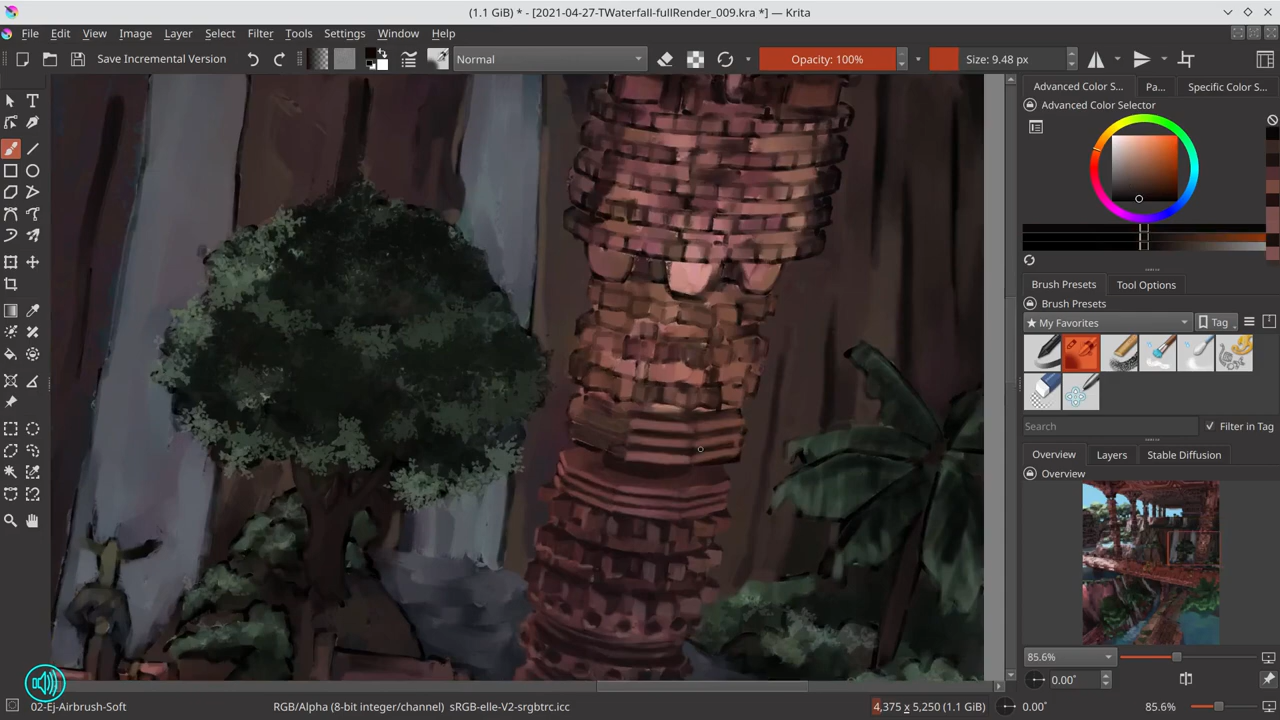 (1.1 GiB) * - [2021-04-27-TWaterfall-fullRender_009.kra *] — Krita
File Edit View Image Layer Select Filter Tools Settings Window Help
Save Incremental Version Normal Opacity: 100% Size: 9.48 px
Advanced Color S... Pa... Specific Color S...
Advanced Color Selector
Brush Presets Tool Options
Brush Presets
★ My Favorites Tag
Search Filter in Tag
Overview Layers Stable Diffusion
Overview
85.6%
0.00°
02-Ej-Airbrush-Soft RGB/Alpha (8-bit integer/channel) sRGB-elle-V2-srgbtrc.icc 4,375 x 5,250 (1.1 GiB) 0.00° 85.6%